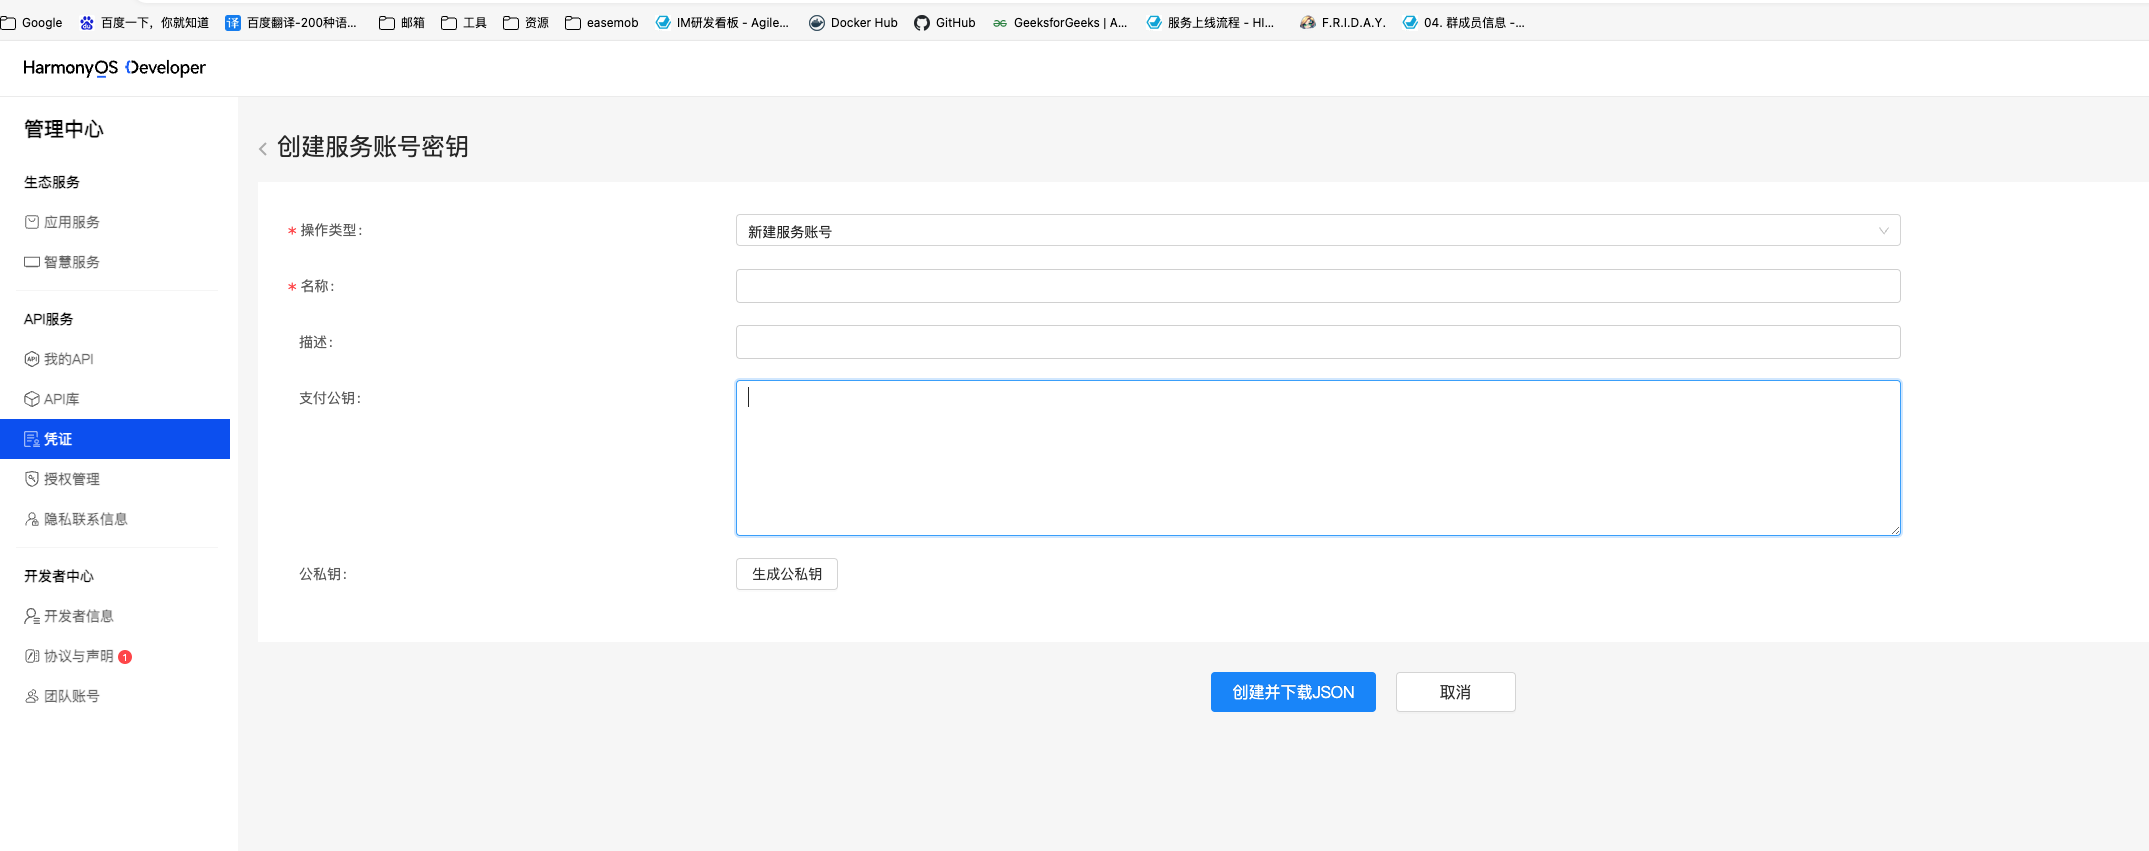 Google 百度一下，你就知道 译 百度翻译-200种语... 邮箱 工具 资源 easemob IM研发看板 - Agile... Docker Hub GitHub GeeksforGeeks | A... 服务上线流程 - HI... F.R.I.D.A.Y. 04. 群成员信息 -...
HarmonyOS Developer
管理中心
生态服务
应用服务
智慧服务
API服务
我的API
API库
凭证
授权管理
隐私联系信息
开发者中心
开发者信息
协议与声明 1
团队账号
创建服务账号密钥
* 操作类型: 新建服务账号
* 名称:
描述:
支付公钥:
公私钥: 生成公私钥
创建并下载JSON 取消